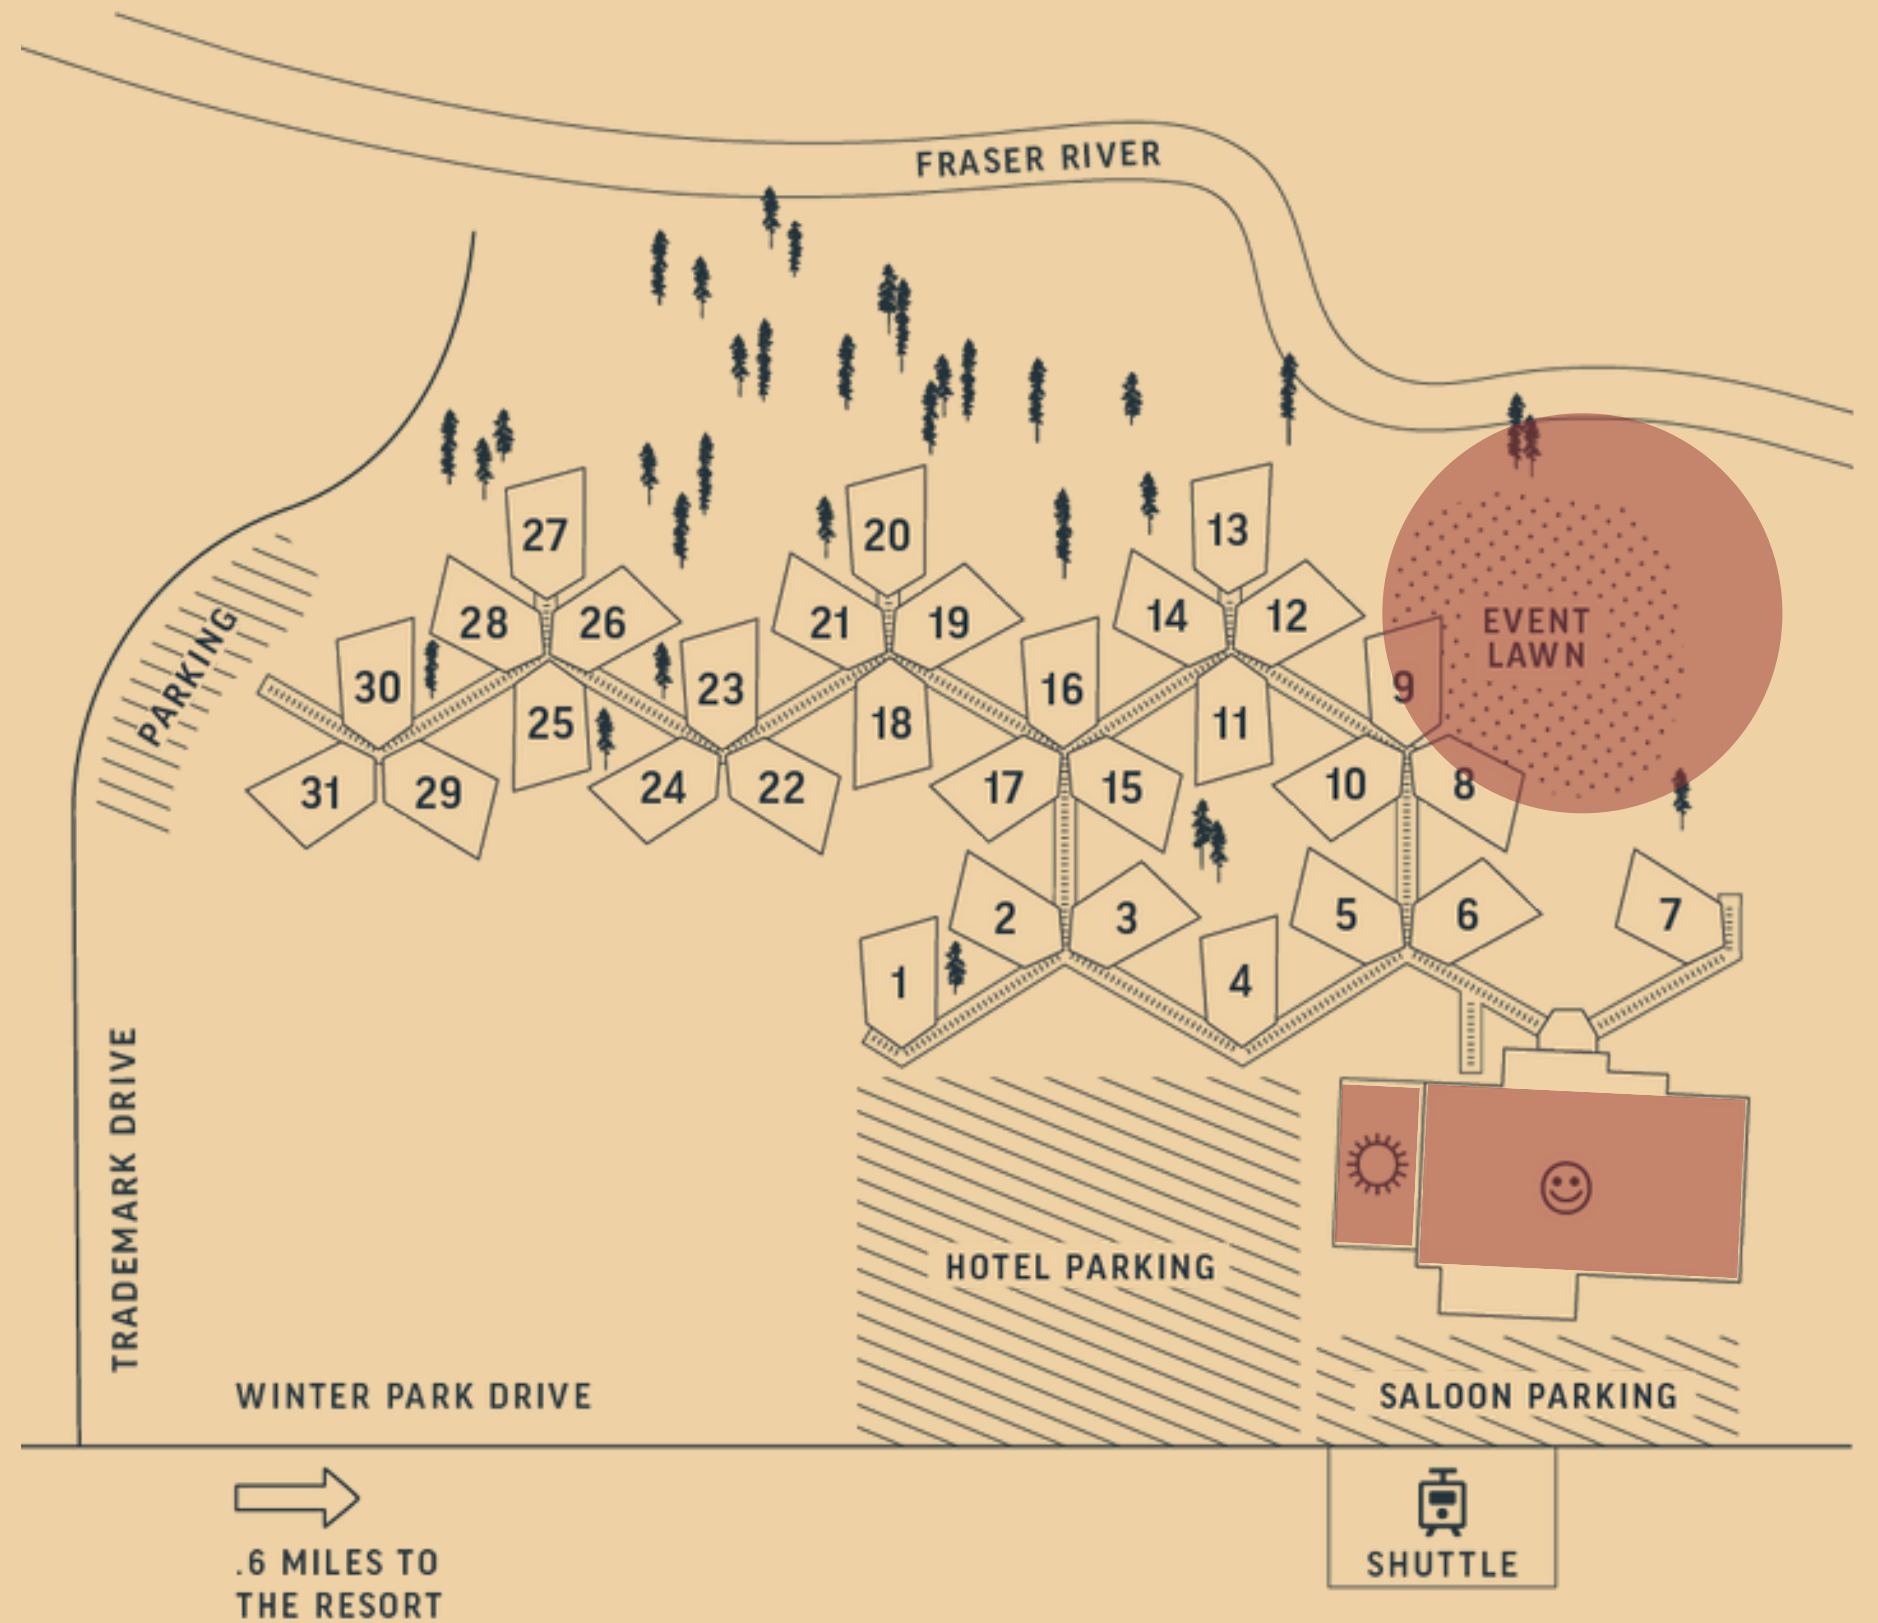 FRASER RIVER
27
20
13
28
26
21
19
14
12
EVENT
LAWN
PARKING
30
23
16
9
25
18
11
31
29
24
22
17
15
10
8
2
3
5
6
7
1
4
TRADEMARK DRIVE
HOTEL PARKING
WINTER PARK DRIVE
SALOON PARKING
.6 MILES TO
THE RESORT
SHUTTLE